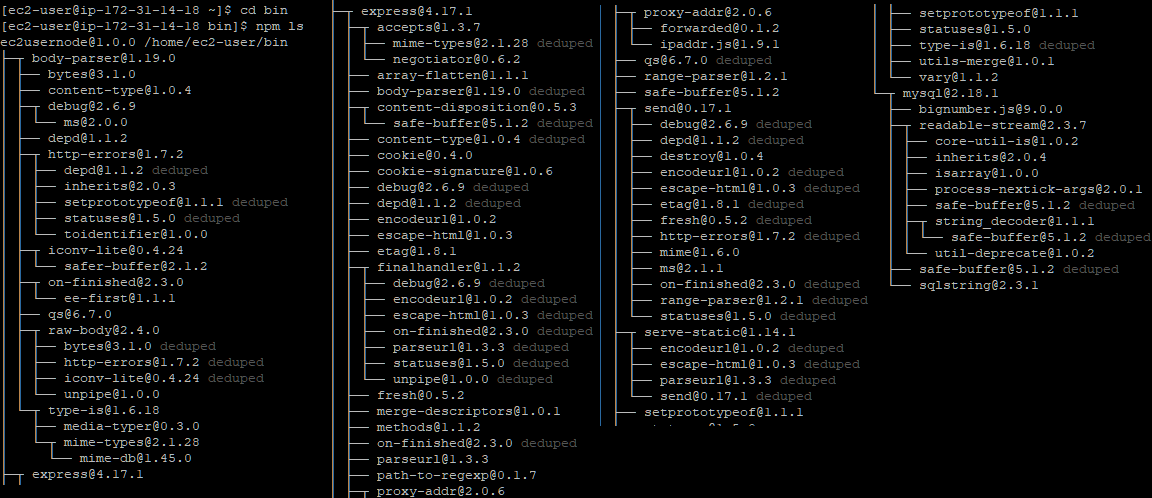 [ec2-user@ip-172-31-14-18 ~]$ cd bin
[ec2-user@ip-172-31-14-18 bin]$ npm ls
ec2usernode@1.0.0 /home/ec2-user/bin
├─┬ body-parser@1.19.0
│ ├── bytes@3.1.0
│ ├── content-type@1.0.4
│ ├─┬ debug@2.6.9
│ │ └── ms@2.0.0
│ ├── depd@1.1.2
│ ├─┬ http-errors@1.7.2
│ │ ├── depd@1.1.2 deduped
│ │ ├── inherits@2.0.3
│ │ ├── setprototypeof@1.1.1 deduped
│ │ ├── statuses@1.5.0 deduped
│ │ └── toidentifier@1.0.0
│ ├─┬ iconv-lite@0.4.24
│ │ └── safer-buffer@2.1.2
│ ├─┬ on-finished@2.3.0
│ │ └── ee-first@1.1.1
│ ├── qs@6.7.0
│ ├─┬ raw-body@2.4.0
│ │ ├── bytes@3.1.0 deduped
│ │ ├── http-errors@1.7.2 deduped
│ │ ├── iconv-lite@0.4.24 deduped
│ │ └── unpipe@1.0.0
│ └─┬ type-is@1.6.18
│   ├── media-typer@0.3.0
│   └─┬ mime-types@2.1.28
│     └── mime-db@1.45.0
├─┬ express@4.17.1
├─┬ express@4.17.1
│ ├─┬ accepts@1.3.7
│ │ ├── mime-types@2.1.28 deduped
│ │ └── negotiator@0.6.2
│ ├── array-flatten@1.1.1
│ ├── body-parser@1.19.0 deduped
│ ├─┬ content-disposition@0.5.3
│ │ └── safe-buffer@5.1.2 deduped
│ ├── content-type@1.0.4 deduped
│ ├── cookie@0.4.0
│ ├── cookie-signature@1.0.6
│ ├── debug@2.6.9 deduped
│ ├── depd@1.1.2 deduped
│ ├── encodeurl@1.0.2
│ ├── escape-html@1.0.3
│ ├── etag@1.8.1
│ ├─┬ finalhandler@1.1.2
│ │ ├── debug@2.6.9 deduped
│ │ ├── encodeurl@1.0.2 deduped
│ │ ├── escape-html@1.0.3 deduped
│ │ ├── on-finished@2.3.0 deduped
│ │ ├── parseurl@1.3.3 deduped
│ │ ├── statuses@1.5.0 deduped
│ │ └── unpipe@1.0.0 deduped
│ ├── fresh@0.5.2
│ ├── merge-descriptors@1.0.1
│ ├── methods@1.1.2
│ ├── on-finished@2.3.0 deduped
│ ├── parseurl@1.3.3
│ ├── path-to-regexp@0.1.7
│ ├─┬ proxy-addr@2.0.6
│ ├─┬ proxy-addr@2.0.6
│ │ ├── forwarded@0.1.2
│ │ └── ipaddr.js@1.9.1
│ ├── qs@6.7.0 deduped
│ ├── range-parser@1.2.1
│ ├── safe-buffer@5.1.2
│ ├─┬ send@0.17.1
│ │ ├── debug@2.6.9 deduped
│ │ ├── depd@1.1.2 deduped
│ │ ├── destroy@1.0.4
│ │ ├── encodeurl@1.0.2 deduped
│ │ ├── escape-html@1.0.3 deduped
│ │ ├── etag@1.8.1 deduped
│ │ ├── fresh@0.5.2 deduped
│ │ ├── http-errors@1.7.2 deduped
│ │ ├── mime@1.6.0
│ │ ├── ms@2.1.1
│ │ ├── on-finished@2.3.0 deduped
│ │ ├── range-parser@1.2.1 deduped
│ │ └── statuses@1.5.0 deduped
│ ├─┬ serve-static@1.14.1
│ │ ├── encodeurl@1.0.2 deduped
│ │ ├── escape-html@1.0.3 deduped
│ │ ├── parseurl@1.3.3 deduped
│ │ └── send@0.17.1 deduped
│ ├── setprototypeof@1.1.1
│ ├── setprototypeof@1.1.1
│ ├── statuses@1.5.0
│ ├── type-is@1.6.18 deduped
│ ├── utils-merge@1.0.1
│ └── vary@1.1.2
└─┬ mysql@2.18.1
  ├── bignumber.js@9.0.0
  ├─┬ readable-stream@2.3.7
  │ ├── core-util-is@1.0.2
  │ ├── inherits@2.0.4
  │ ├── isarray@1.0.0
  │ ├── process-nextick-args@2.0.1
  │ ├── safe-buffer@5.1.2 deduped
  │ ├─┬ string_decoder@1.1.1
  │ │ └── safe-buffer@5.1.2 deduped
  │ └── util-deprecate@1.0.2
  ├── safe-buffer@5.1.2 deduped
  └── sqlstring@2.3.1